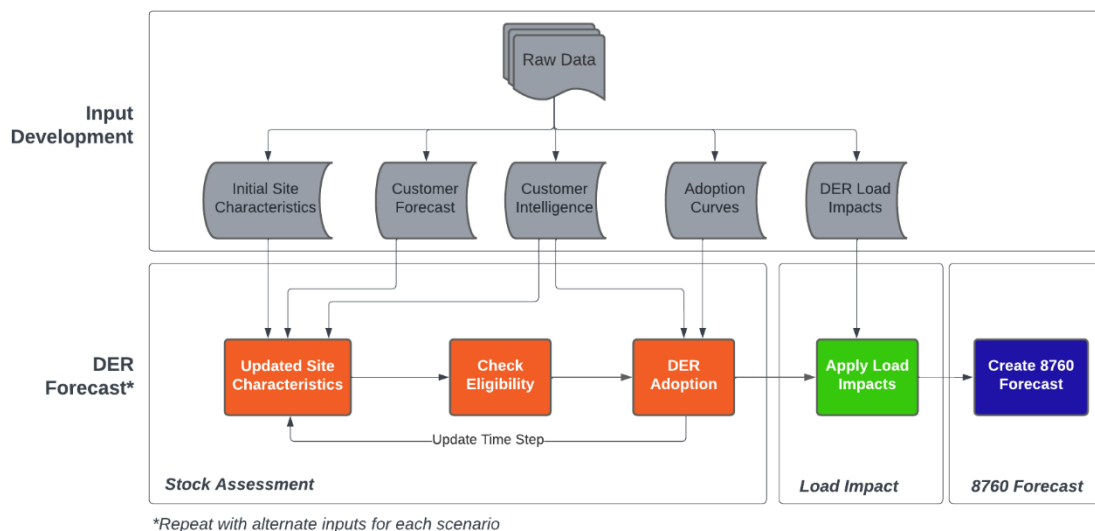 Raw Data
Input
Development
Initial Site
Characteristics
Customer
Forecast
Customer
Intelligence
Adoption
Curves
DER Load
Impacts
DER
Forecast*
Updated Site
Characteristics
Check
Eligibility
DER
Adoption
Apply Load
Impacts
Create 8760
Forecast
Update Time Step
Stock Assessment
Load Impact
8760 Forecast
*Repeat with alternate inputs for each scenario